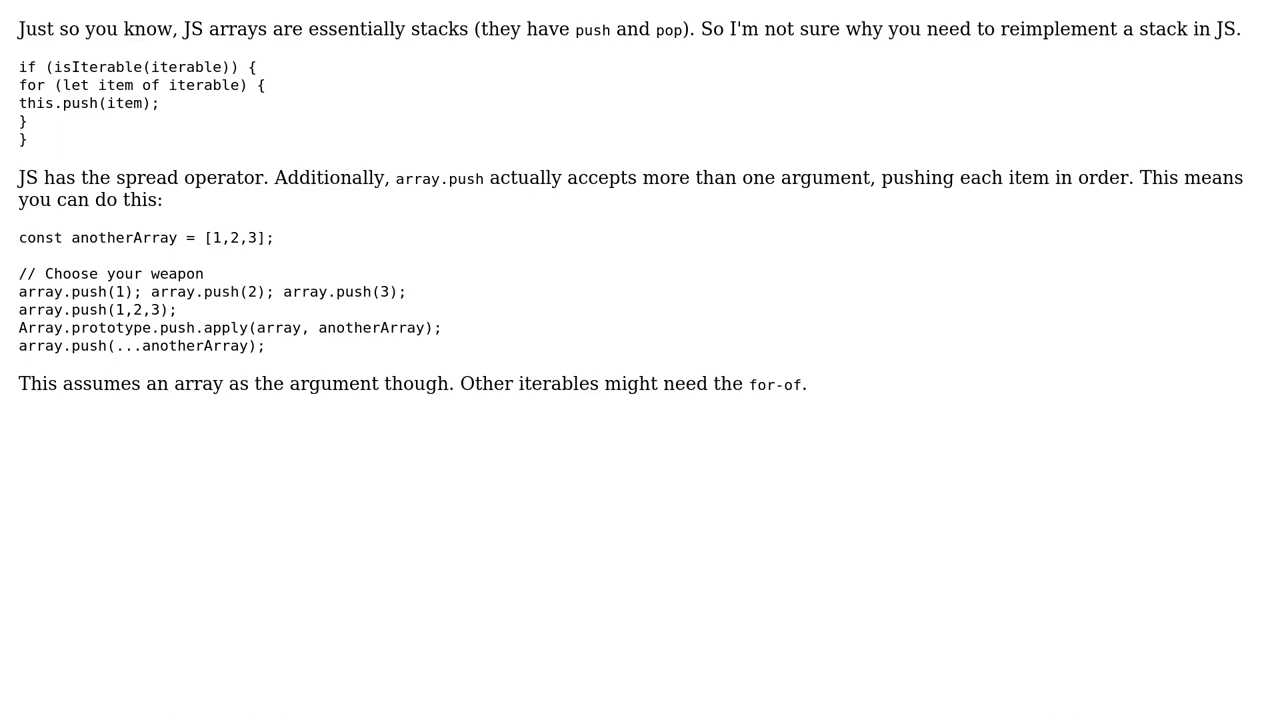 Just so you know, JS arrays are essentially stacks (they have push and pop). So I'm not sure why you need to reimplement a stack in JS.
if (isIterable(iterable)) {
for (let item of iterable) {
this.push(item);
}
}
JS has the spread operator. Additionally, array.push actually accepts more than one argument, pushing each item in order. This means
you can do this:
const anotherArray = [1,2,3];
// Choose your weapon
array.push(1); array.push(2); array.push(3);
array.push(1,2,3);
Array.prototype.push.apply(array, anotherArray);
array.push(...anotherArray);
This assumes an array as the argument though. Other iterables might need the for-of.